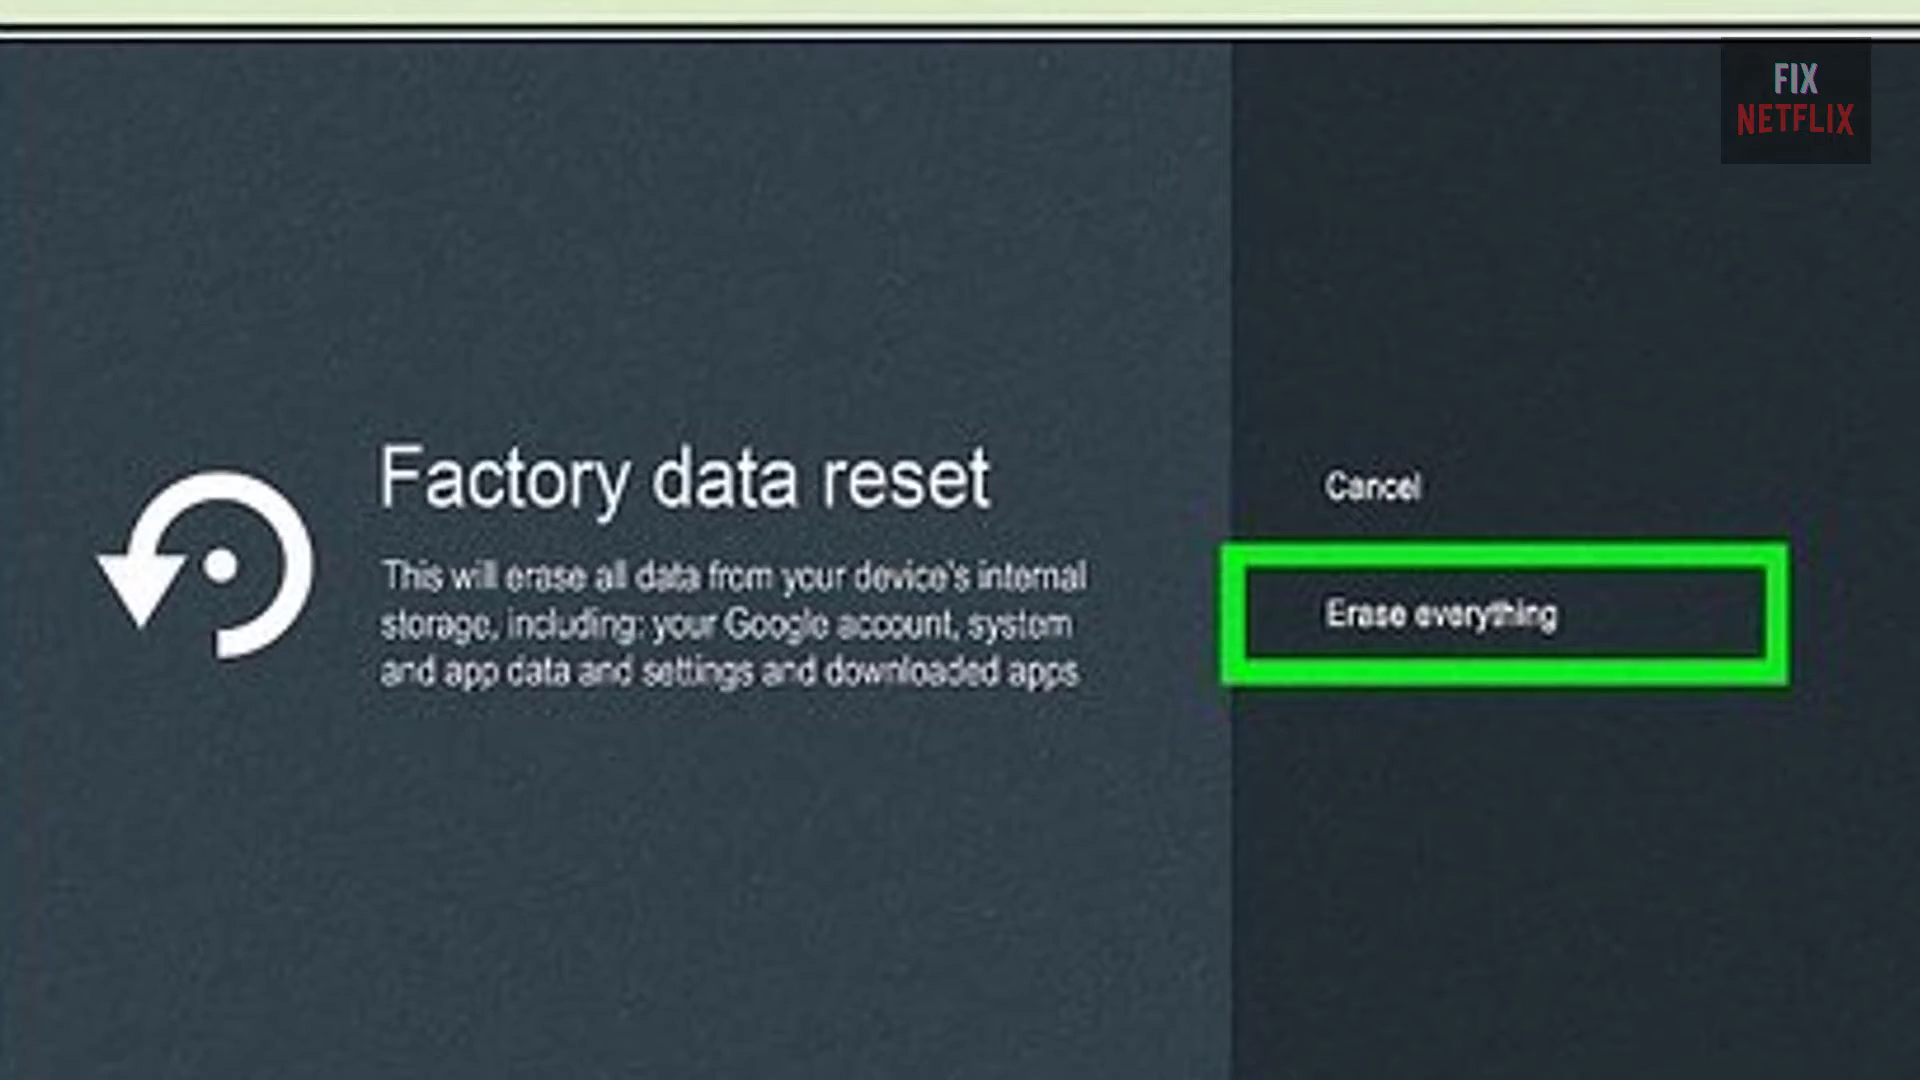 FIX
NETFLIX
Factory data reset
This will erase all data from your device's internal
storage, including: your Google account, system
and app data and settings and downloaded apps
Cancel
Erase everything